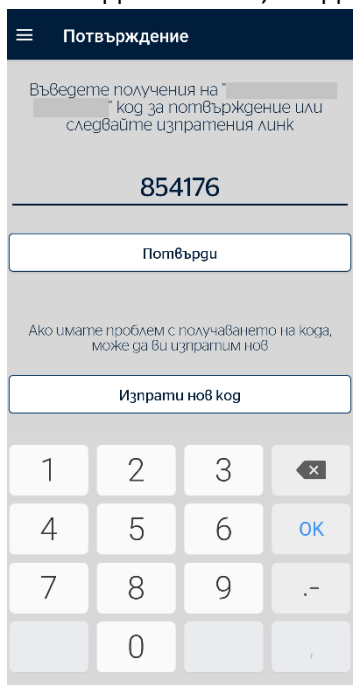 Потвърждение
Въведете получения на "
" код за потвърждение или
следвайте изпратения линк
854176
Потвърди
Ако имате проблем с получаването на кода,
може да ви изпратим нов
Изпрати нов код
1 2 3
4 5 6 OK
7 8 9 .-
0 ,